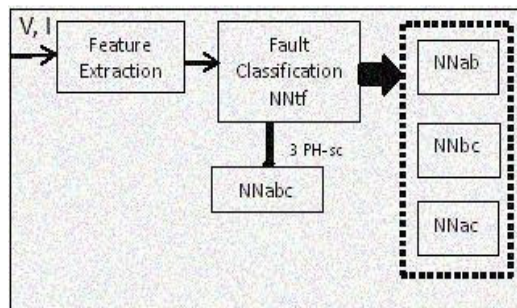 V, I
Feature
Extraction
Fault
Classification
NNtf
3 PH-sc
NNabc
NNab
NNbc
NNac